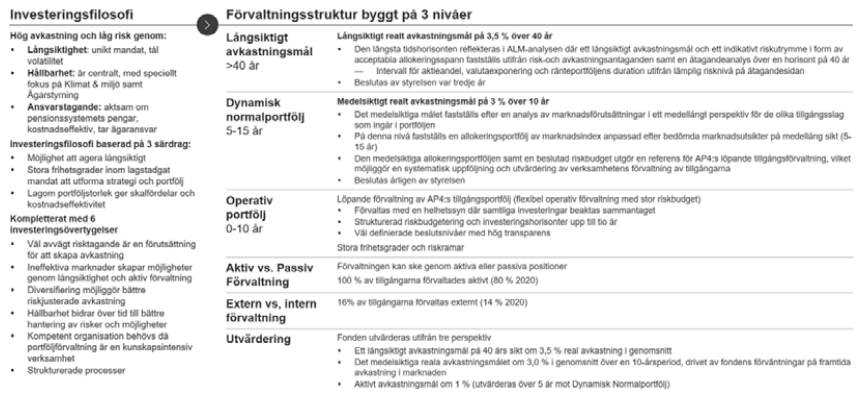 Investeringsfilosofi
Hög avkastning och låg risk genom:
• Långsiktighet: unikt mandat, tål
volatilitet
• Hållbarhet: är centralt, med speciellt
fokus på Klimat & miljö samt
Ägarstyrning
• Ansvarstagande: aktsam om
pensionssystemets pengar,
kostnadseffektiv, tar ägaransvar
Investeringsfilosofi baserad på 3 särdrag:
• Möjlighet att agera långsiktigt
• Stora frihetsgrader inom lagstadgat
mandat att utforma strategi och portfölj
• Lagom portföljstorlek ger skalfördelar och
kostnadseffektivitet
Kompletterat med 6
investeringsövertygelser
• Väl avvägt risktagande är en förutsättning
för att skapa avkastning
• Ineffektiva marknader skapar möjligheter
genom långsiktighet och aktiv förvaltning
• Diversifiering möjliggör bättre
riskjusterade avkastning
• Hållbarhet bidrar över tid till bättre
hantering av risker och möjligheter
• Kompetent organisation behövs då
portföljförvaltning är en kunskapsintensiv
verksamhet
• Strukturerade processer
Förvaltningsstruktur byggt på 3 nivåer
Långsiktigt
avkastningsmål
>40 år
Långsiktigt realt avkastningsmål på 3,5 % över 40 år
• Den längsta tidshorisonten reflekteras i ALM-analysen där ett långsiktigt avkastningsmål och ett indikativt riskutrymme i form av
acceptabla allokeringsspann fastställs utifrån risk-och avkastningsantaganden samt en åtagandeanalys över en horisont på 40 år
— Intervall för aktieandel, valutaexponering och ränteportföljens duration utifrån lämplig risknivå på åtagandesidan
• Beslutas av styrelsen var tredje år
Dynamisk
normalportfölj
5-15 år
Medelsiktigt realt avkastningsmål på 3 % över 10 år
• Det medelsiktiga målet fastställs efter en analys av marknadsförutsättningar i ett medellångt perspektiv för de olika tillgångsslag
som ingår i portföljen
• På denna nivå fastställs en allokeringsportfölj av marknadsindex anpassad efter bedömda marknadsutsikter på medellång sikt (5-
15 år)
• Den medelsiktiga allokeringsportföljen samt en beslutad riskbudget utgör en referens för AP4:s löpande tillgångsförvaltning, vilket
möjliggör en systematisk uppföljning och utvärdering av verksamhetens förvaltning av tillgångarna
• Beslutas årligen av styrelsen
Operativ
portfölj
0-10 år
Löpande förvaltning av AP4:s tillgångsportfölj (flexibel operativ förvaltning med stor riskbudget)
• Förvaltas med en helhetssyn där samtliga investeringar beaktas sammantaget
• Strukturerad riskbudgetering och investeringshorisonter upp till tio år
• Väl definierade beslutsnivåer med hög transparens
Stora frihetsgrader och riskramar
Aktiv vs. Passiv
Förvaltning
Förvaltningen kan ske genom aktiva eller passiva positioner
100 % av tillgångarna förvaltades aktivt (80 % 2020)
Extern vs, intern
förvaltning
16% av tillgångarna förvaltas externt (14 % 2020)
Utvärdering
Fonden utvärderas utifrån tre perspektiv
• Ett långsiktigt avkastningsmål på 40 års sikt om 3,5 % real avkastning i genomsnitt
• Det medelsiktiga reala avkastningsmålet om 3,0 % i genomsnitt över en 10-årsperiod, drivet av fondens förväntningar på framtida
avkastning i marknaden
• Aktivt avkastningsmål om 1 % (utvärderas över 5 år mot Dynamisk Normalportfölj)